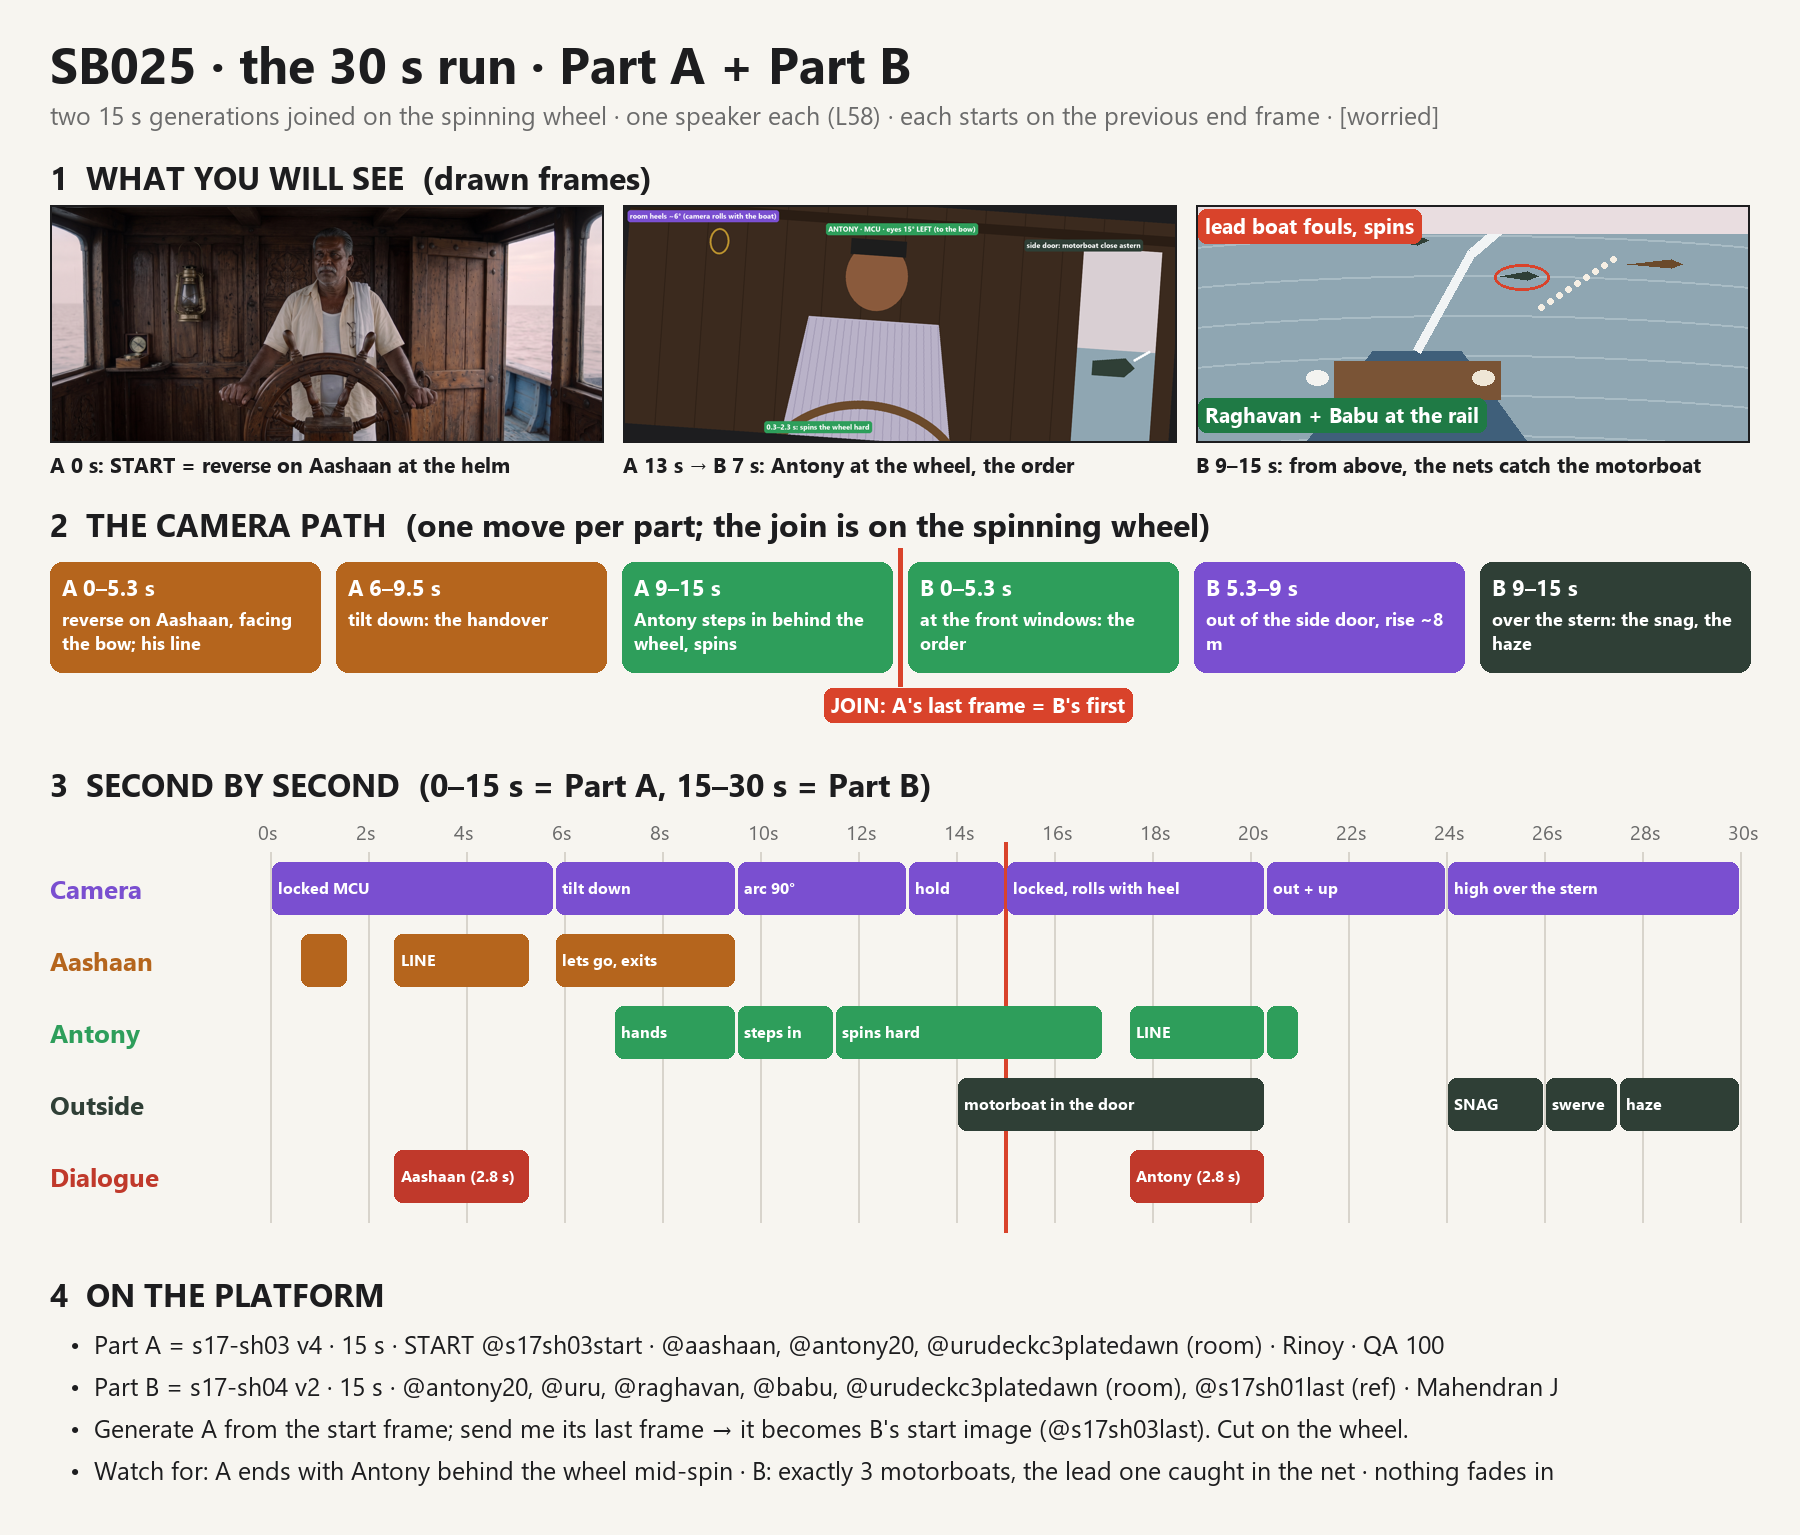 SB025 · the 30 s run · Part A + Part B
two 15 s generations joined on the spinning wheel · one speaker each (L58) · each starts on the previous end frame · [worried]
1 WHAT YOU WILL SEE (drawn frames)
room heels ~6° (camera rolls with the boat)
ANTONY · MCU · eyes 15° LEFT (to the bow)
side door: motorboat close astern
0.3–2.3 s: spins the wheel hard
lead boat fouls, spins
Raghavan + Babu at the rail
A 0 s: START = reverse on Aashaan at the helm
A 13 s → B 7 s: Antony at the wheel, the order
B 9–15 s: from above, the nets catch the motorboat
2 THE CAMERA PATH (one move per part; the join is on the spinning wheel)
A 0–5.3 s
reverse on Aashaan, facing
the bow; his line
A 6–9.5 s
tilt down: the handover
A 9–15 s
Antony steps in behind the
wheel, spins
B 0–5.3 s
at the front windows: the
order
B 5.3–9 s
out of the side door, rise ~8
m
B 9–15 s
over the stern: the snag, the
haze
JOIN: A's last frame = B's first
3 SECOND BY SECOND (0–15 s = Part A, 15–30 s = Part B)
0s 2s 4s 6s 8s 10s 12s 14s 16s 18s 20s 22s 24s 26s 28s 30s
Camera
locked MCU
tilt down
arc 90°
hold
locked, rolls with heel
out + up
high over the stern
Aashaan
LINE
lets go, exits
Antony
hands
steps in
spins hard
LINE
Outside
motorboat in the door
SNAG
swerve
haze
Dialogue
Aashaan (2.8 s)
Antony (2.8 s)
4 ON THE PLATFORM
• Part A = s17-sh03 v4 · 15 s · START @s17sh03start · @aashaan, @antony20, @urudeckc3platedawn (room) · Rinoy · QA 100
• Part B = s17-sh04 v2 · 15 s · @antony20, @uru, @raghavan, @babu, @urudeckc3platedawn (room), @s17sh01last (ref) · Mahendran J
• Generate A from the start frame; send me its last frame → it becomes B's start image (@s17sh03last). Cut on the wheel.
• Watch for: A ends with Antony behind the wheel mid-spin · B: exactly 3 motorboats, the lead one caught in the net · nothing fades in